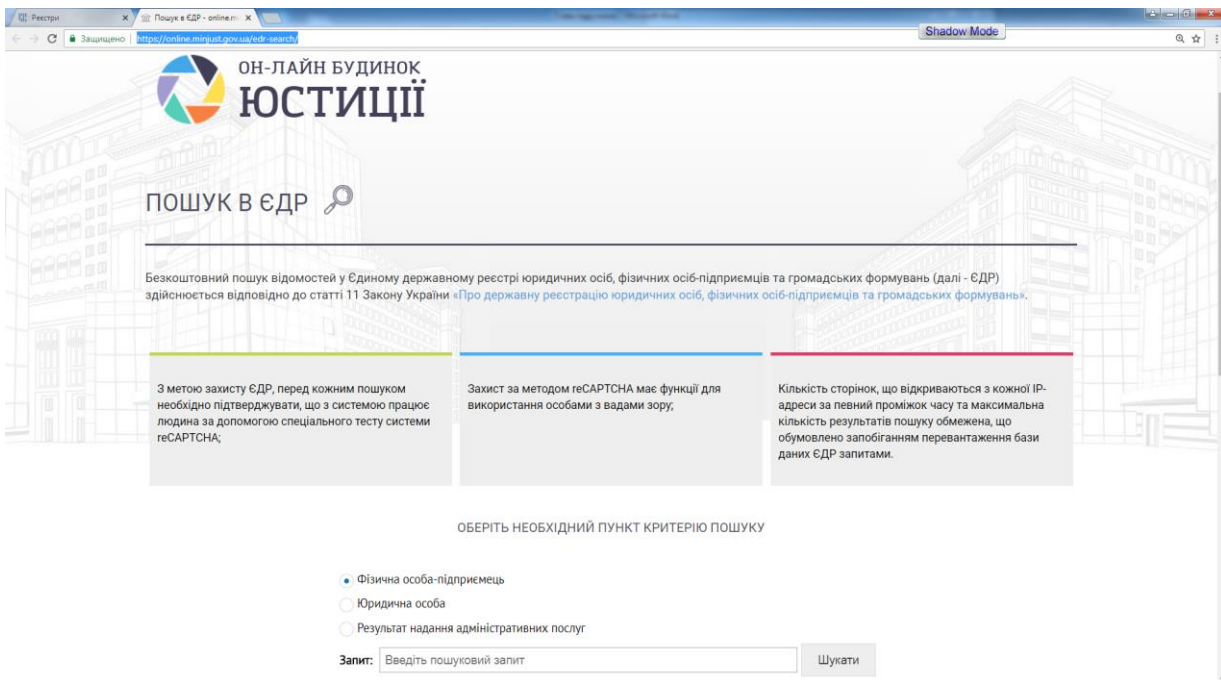 Реєстри
Пошук в ЄДР - online.m
Shadow Mode
Защищено
https://online.minjust.gov.ua/edr-search/
ОН-ЛАЙН БУДИНОК
ЮСТИЦІЇ
ПОШУК В ЄДР
Безкоштовний пошук відомостей у Єдиному державному реєстрі юридичних осіб, фізичних осіб-підприємців та громадських формувань (далі - ЄДР)
здійснюється відповідно до статті 11 Закону України «Про державну реєстрацію юридичних осіб, фізичних осіб-підприємців та громадських формувань».
З метою захисту ЄДР, перед кожним пошуком
необхідно підтверджувати, що з системою працює
людина за допомогою спеціального тесту системи
reCAPTCHA;
Захист за методом reCAPTCHA має функції для
використання особами з вадами зору;
Кількість сторінок, що відкриваються з кожної IP-
адреси за певний проміжок часу та максимальна
кількість результатів пошуку обмежена, що
обумовлено запобіганням перевантаження бази
даних ЄДР запитами.
ОБЕРІТЬ НЕОБХІДНИЙ ПУНКТ КРИТЕРІЮ ПОШУКУ
Фізична особа-підприємець
Юридична особа
Результат надання адміністративних послуг
Запит: Введіть пошуковий запит Шукати